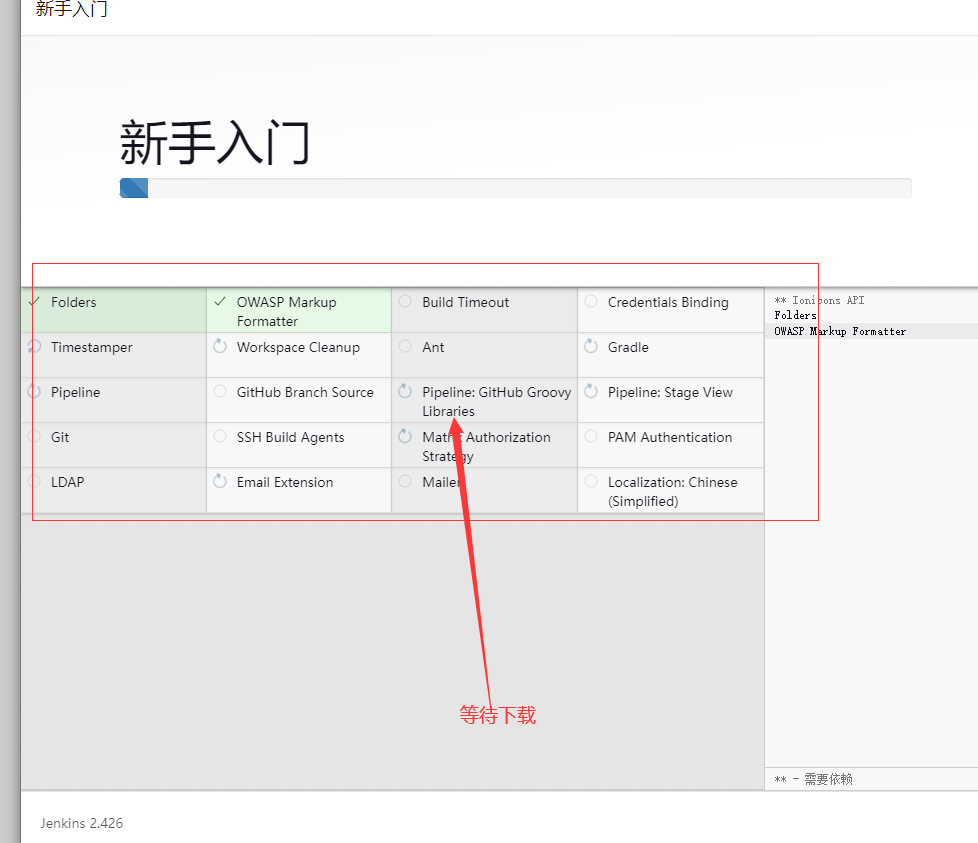 新手入门
新手入门
Folders
OWASP Markup
Formatter
Build Timeout
Credentials Binding
Timestamper
Workspace Cleanup
Ant
Gradle
Pipeline
GitHub Branch Source
Pipeline: GitHub Groovy
Libraries
Pipeline: Stage View
Git
SSH Build Agents
Matrix Authorization
Strategy
PAM Authentication
LDAP
Email Extension
Mailer
Localization: Chinese
(Simplified)
** Ionicons API
Folders
OWASP Markup Formatter
等待下载
** - 需要依赖
Jenkins 2.426